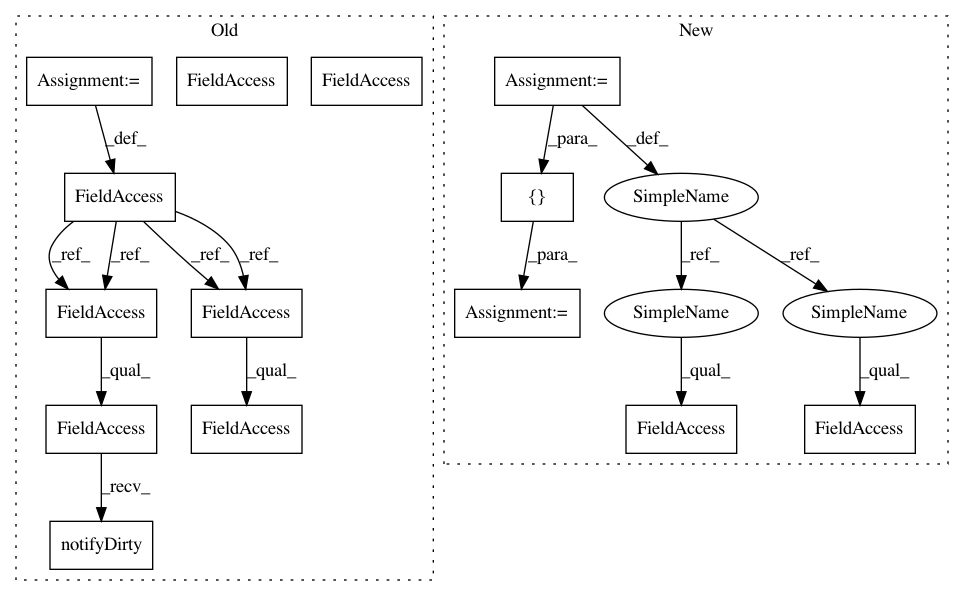 Old
New
Assignment:=
FieldAccess
FieldAccess
Assignment:=
_def_
_para_
_def_
FieldAccess
{}
SimpleName
_ref_
_ref_
_ref_
_ref_
_para_
_ref_
_ref_
FieldAccess
FieldAccess
Assignment:=
SimpleName
SimpleName
_qual_
_qual_
_qual_
_qual_
FieldAccess
FieldAccess
FieldAccess
FieldAccess
_recv_
notifyDirty